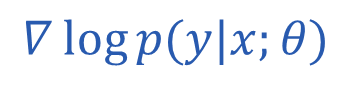 ∇ log p(y|x; θ)